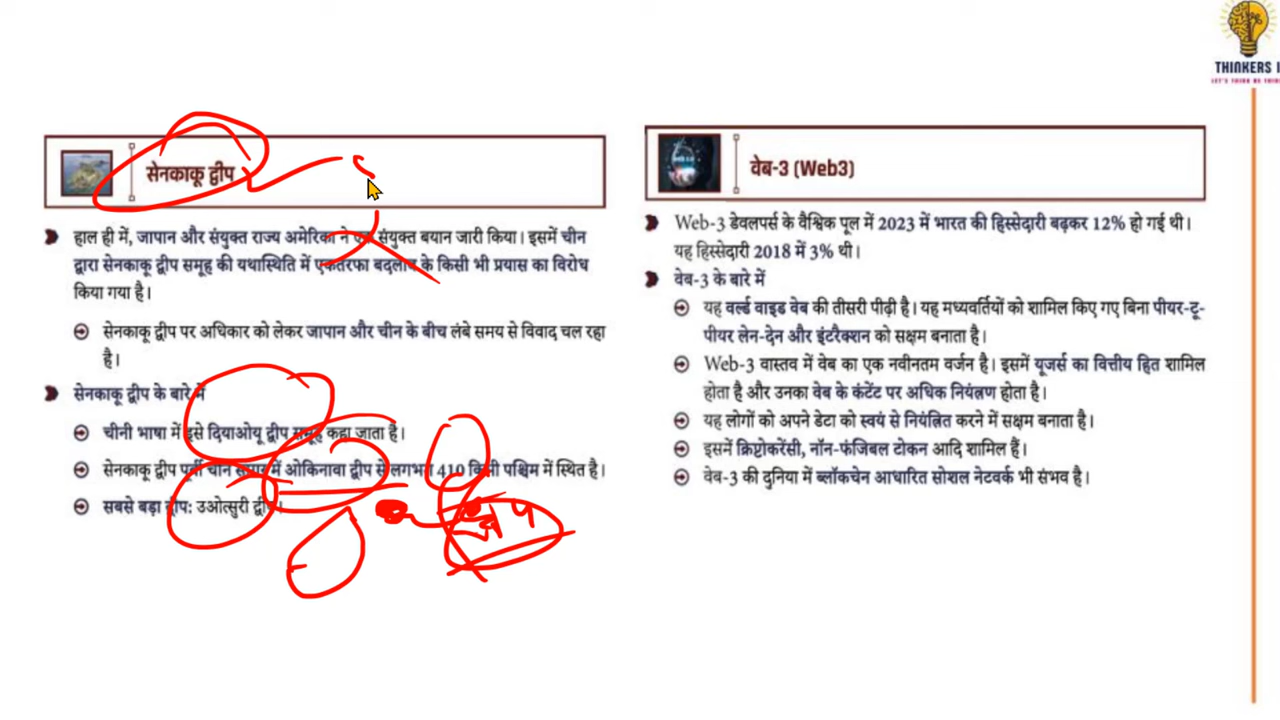 THINKERS I
LET'S THINK BE THIN
सेनकाकू द्वीप
हाल ही में, जापान और संयुक्त राज्य अमेरिका ने एक संयुक्त बयान जारी किया। इसमें चीन
द्वारा सेनकाकू द्वीप समूह की यथास्थिति में एकतरफा बदलाव के किसी भी प्रयास का विरोध
किया गया है।
सेनकाकू द्वीप पर अधिकार को लेकर जापान और चीन के बीच लंबे समय से विवाद चल रहा
है।
सेनकाकू द्वीप के बारे में
चीनी भाषा में इसे दियाओयू द्वीप समूह कहा जाता है।
सेनकाकू द्वीप पूर्वी चीन सागर में ओकिनावा द्वीप से लगभग 410 किमी पश्चिम में स्थित है।
सबसे बड़ा द्वीप: उओत्सुरी द्वीप।
वेब-3 (Web3)
Web-3 डेवलपर्स के वैश्विक पूल में 2023 में भारत की हिस्सेदारी बढ़कर 12% हो गई थी।
यह हिस्सेदारी 2018 में 3% थी।
वेब-3 के बारे में
यह वर्ल्ड वाइड वेब की तीसरी पीढ़ी है। यह मध्यवर्तियों को शामिल किए गए बिना पीयर-टू-
पीयर लेन-देन और इंटरैक्शन को सक्षम बनाता है।
Web-3 वास्तव में वेब का एक नवीनतम वर्जन है। इसमें यूजर्स का वित्तीय हित शामिल
होता है और उनका वेब के कंटेंट पर अधिक नियंत्रण होता है।
यह लोगों को अपने डेटा को स्वयं से नियंत्रित करने में सक्षम बनाता है।
इसमें क्रिप्टोकरेंसी, नॉन-फंजिबल टोकन आदि शामिल हैं।
वेब-3 की दुनिया में ब्लॉकचेन आधारित सोशल नेटवर्क भी संभव है।